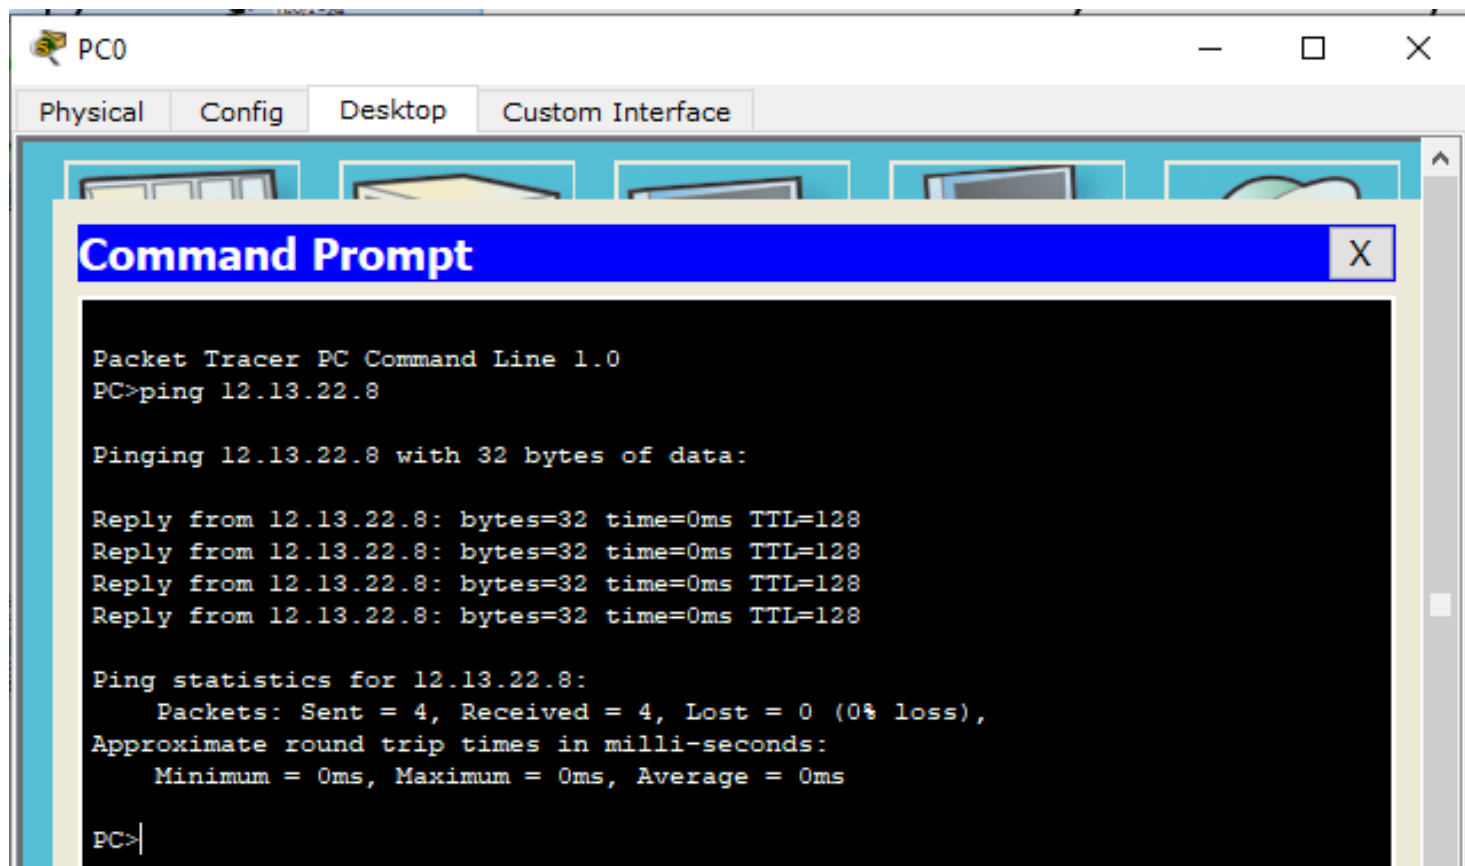 PC0
Physical Config Desktop Custom Interface
Command Prompt X
Packet Tracer PC Command Line 1.0
PC>ping 12.13.22.8
Pinging 12.13.22.8 with 32 bytes of data:
Reply from 12.13.22.8: bytes=32 time=0ms TTL=128
Reply from 12.13.22.8: bytes=32 time=0ms TTL=128
Reply from 12.13.22.8: bytes=32 time=0ms TTL=128
Reply from 12.13.22.8: bytes=32 time=0ms TTL=128
Ping statistics for 12.13.22.8:
Packets: Sent = 4, Received = 4, Lost = 0 (0% loss),
Approximate round trip times in milli-seconds:
Minimum = 0ms, Maximum = 0ms, Average = 0ms
PC>